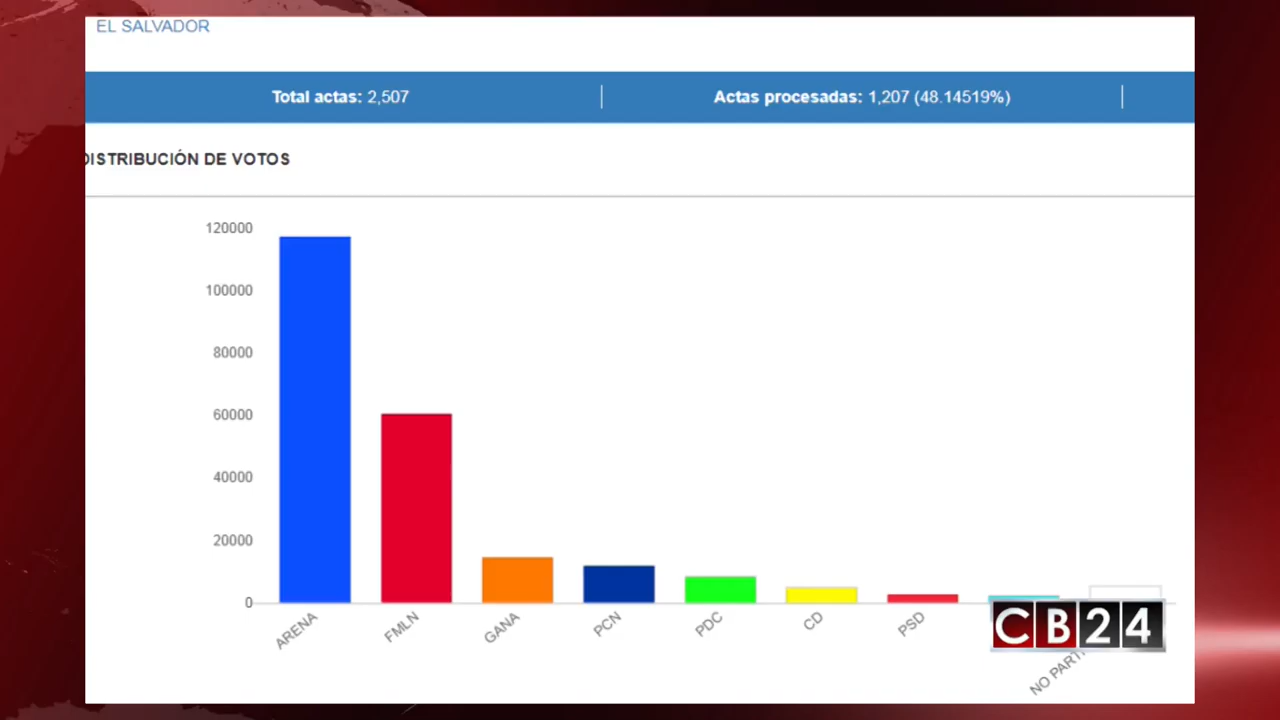 EL SALVADOR
Total actas: 2,507
Actas procesadas: 1,207 (48.14519%)
DISTRIBUCIÓN DE VOTOS
120000
100000
80000
60000
40000
20000
0
ARENA
FMLN
GANA
PCN
PDC
CD
PSD
NO
CB24